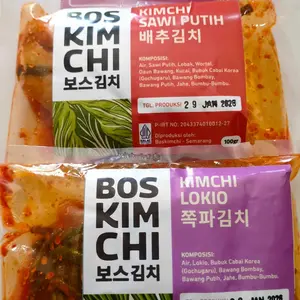 BOS
KIM
CHI
보스김치
KIMCHI
SAWI PUTIH
배추김치
KOMPOSISI:
Air, Sawi Putih, Lobak, Wortel,
Daun Bawang, Kucai, Bubuk Cabai Korea
(Gochugaru), Bawang Bombay,
Bawang Putih, Jahe, Bumbu-Bumbu.
TGL. PRODUKSI 29 JAN 2026
Diproduksi oleh:
Boskimchi - Semarang
100gr
BOS
KIM
CHI
보스김치
KIMCHI
LOKIO
쪽파김치
KOMPOSISI:
Air, Lokio, Bubuk Cabai Korea
(Gochugaru), Bawang Bombay,
Bawang Putih, Jahe, Bumbu-Bumbu.